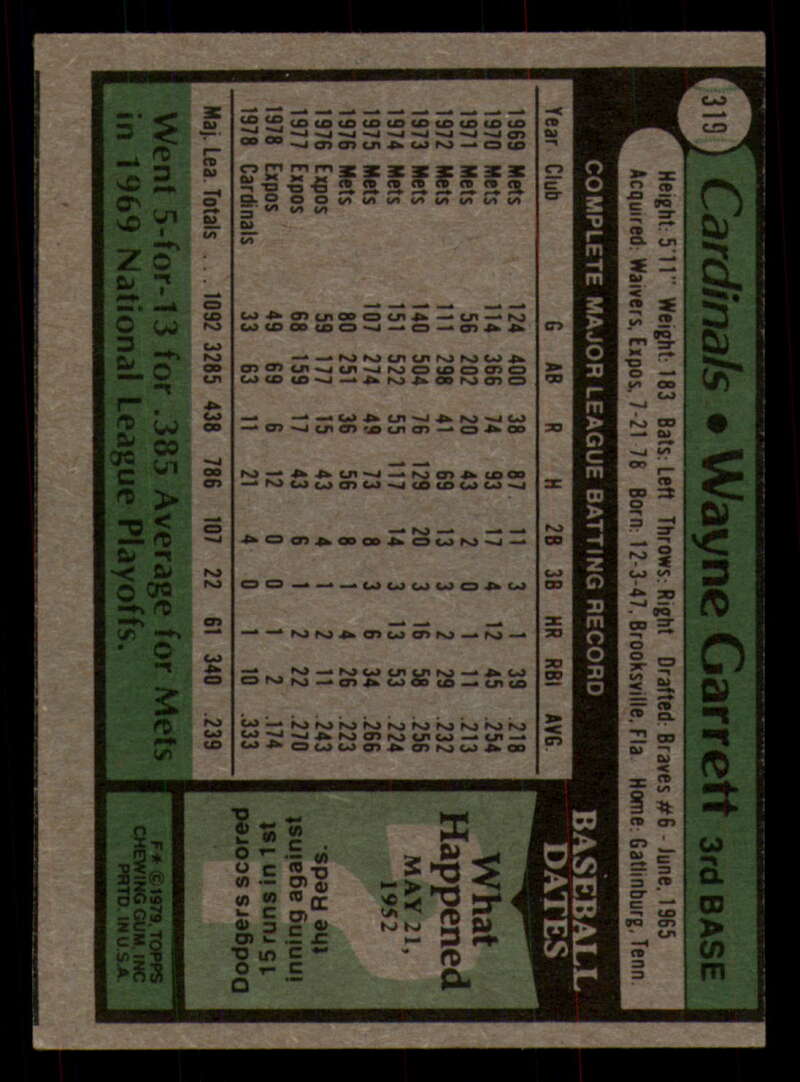 319
Cardinals • Wayne Garrett 3rd BASE
Height: 5'11" Weight: 183 Bats: Left Throws: Right Drafted: Braves #6 - June, 1965
Acquired: Waivers, Expos, 7-21-78 Born: 12-3-47, Brooksville, Fla. Home: Gatlinburg, Tenn.
COMPLETE MAJOR LEAGUE BATTING RECORD
Year Club G AB R H 2B 3B HR RBI AVG.
1969 Mets 124 400 38 87 11 3 1 39 .218
1970 Mets 114 366 74 93 17 4 12 45 .254
1971 Mets 56 202 20 43 2 0 1 11 .213
1972 Mets 111 298 41 69 13 3 2 29 .232
1973 Mets 140 504 76 129 20 3 16 58 .256
1974 Mets 151 522 55 117 14 3 13 53 .224
1975 Mets 107 274 49 73 8 3 6 34 .266
1976 Mets 80 251 36 56 8 1 4 26 .223
1976 Expos 59 177 15 43 4 1 2 11 .243
1977 Expos 68 159 17 43 6 1 2 22 .270
1978 Expos 49 69 6 12 0 0 1 2 .174
1978 Cardinals 33 63 11 21 4 0 1 10 .333
Maj. Lea. Totals . . . 1092 3285 438 786 107 22 61 340 .239
Went 5-for-13 for .385 Average for Mets
in 1969 National League Playoffs.
BASEBALL
DATES
What
Happened
MAY 21,
1952
Dodgers scored
15 runs in 1st
inning against
the Reds.
F✶ © 1979, TOPPS
CHEWING GUM, INC
PRTD. IN U.S.A.